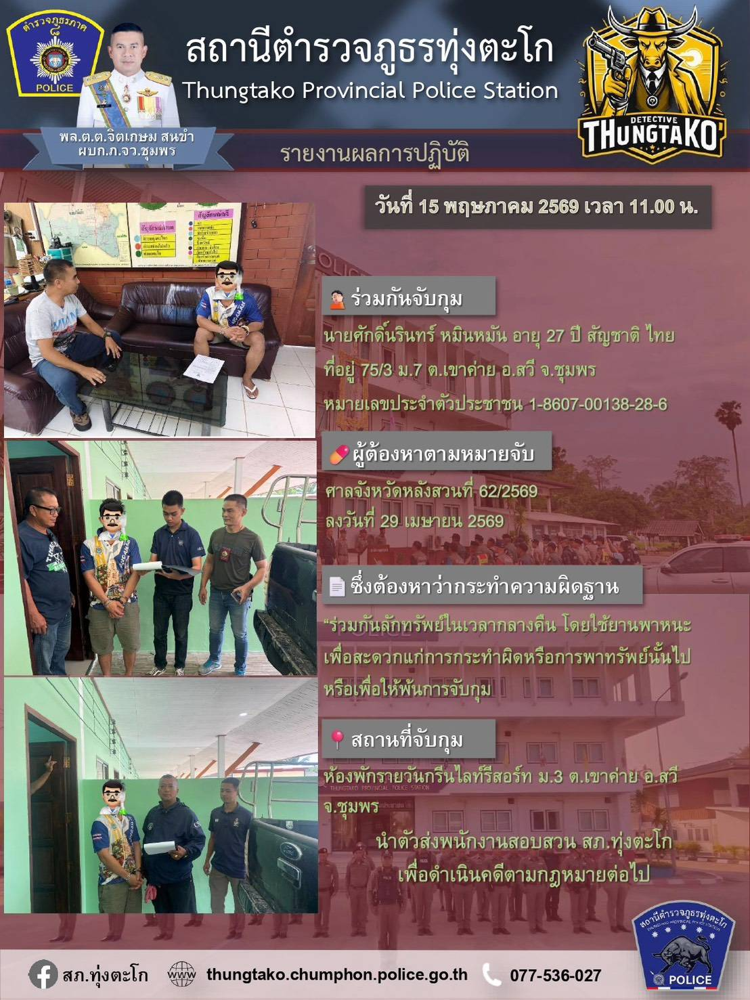 ตำรวจภูธรภาค
๘
POLICE
สถานีตำรวจภูธรทุ่งตะโก
Thungtako Provincial Police Station
DETECTIVE
THUNGTAKO
พล.ต.ต.จิตเกษม สนขำ
ผบก.ภ.จว.ชุมพร
รายงานผลการปฏิบัติ
วันที่ 15 พฤษภาคม 2569 เวลา 11.00 น.
ร่วมกันจับกุม
นายศักดิ์นรินทร์ หมินหมัน อายุ 27 ปี สัญชาติ ไทย
ที่อยู่ 75/3 ม.7 ต.เขาค่าย อ.สวี จ.ชุมพร
หมายเลขประจำตัวประชาชน 1-8607-00138-28-6
ผู้ต้องหาตามหมายจับ
ศาลจังหวัดหลังสวนที่ 62/2569
ลงวันที่ 29 เมษายน 2569
ซึ่งต้องหาว่ากระทำความผิดฐาน
“ร่วมกันลักทรัพย์ในเวลากลางคืน โดยใช้ยานพาหนะ
เพื่อสะดวกแก่การกระทำผิดหรือการพาทรัพย์นั้นไป
หรือเพื่อให้พ้นการจับกุม
สถานที่จับกุม
ห้องพักรายวันกรีนไลท์รีสอร์ท ม.3 ต.เขาค่าย อ.สวี
จ.ชุมพร
THUNGTAKO PROVINCIAL POLICE STATION
นำตัวส่งพนักงานสอบสวน สภ.ทุ่งตะโก
เพื่อดำเนินคดีตามกฎหมายต่อไป
สถานีตำรวจภูธรทุ่งตะโก
THUNGTAKO PROVINCIAL POLICE STATION
POLICE
สภ.ทุ่งตะโก
www
thungtako.chumphon.police.go.th
077-536-027